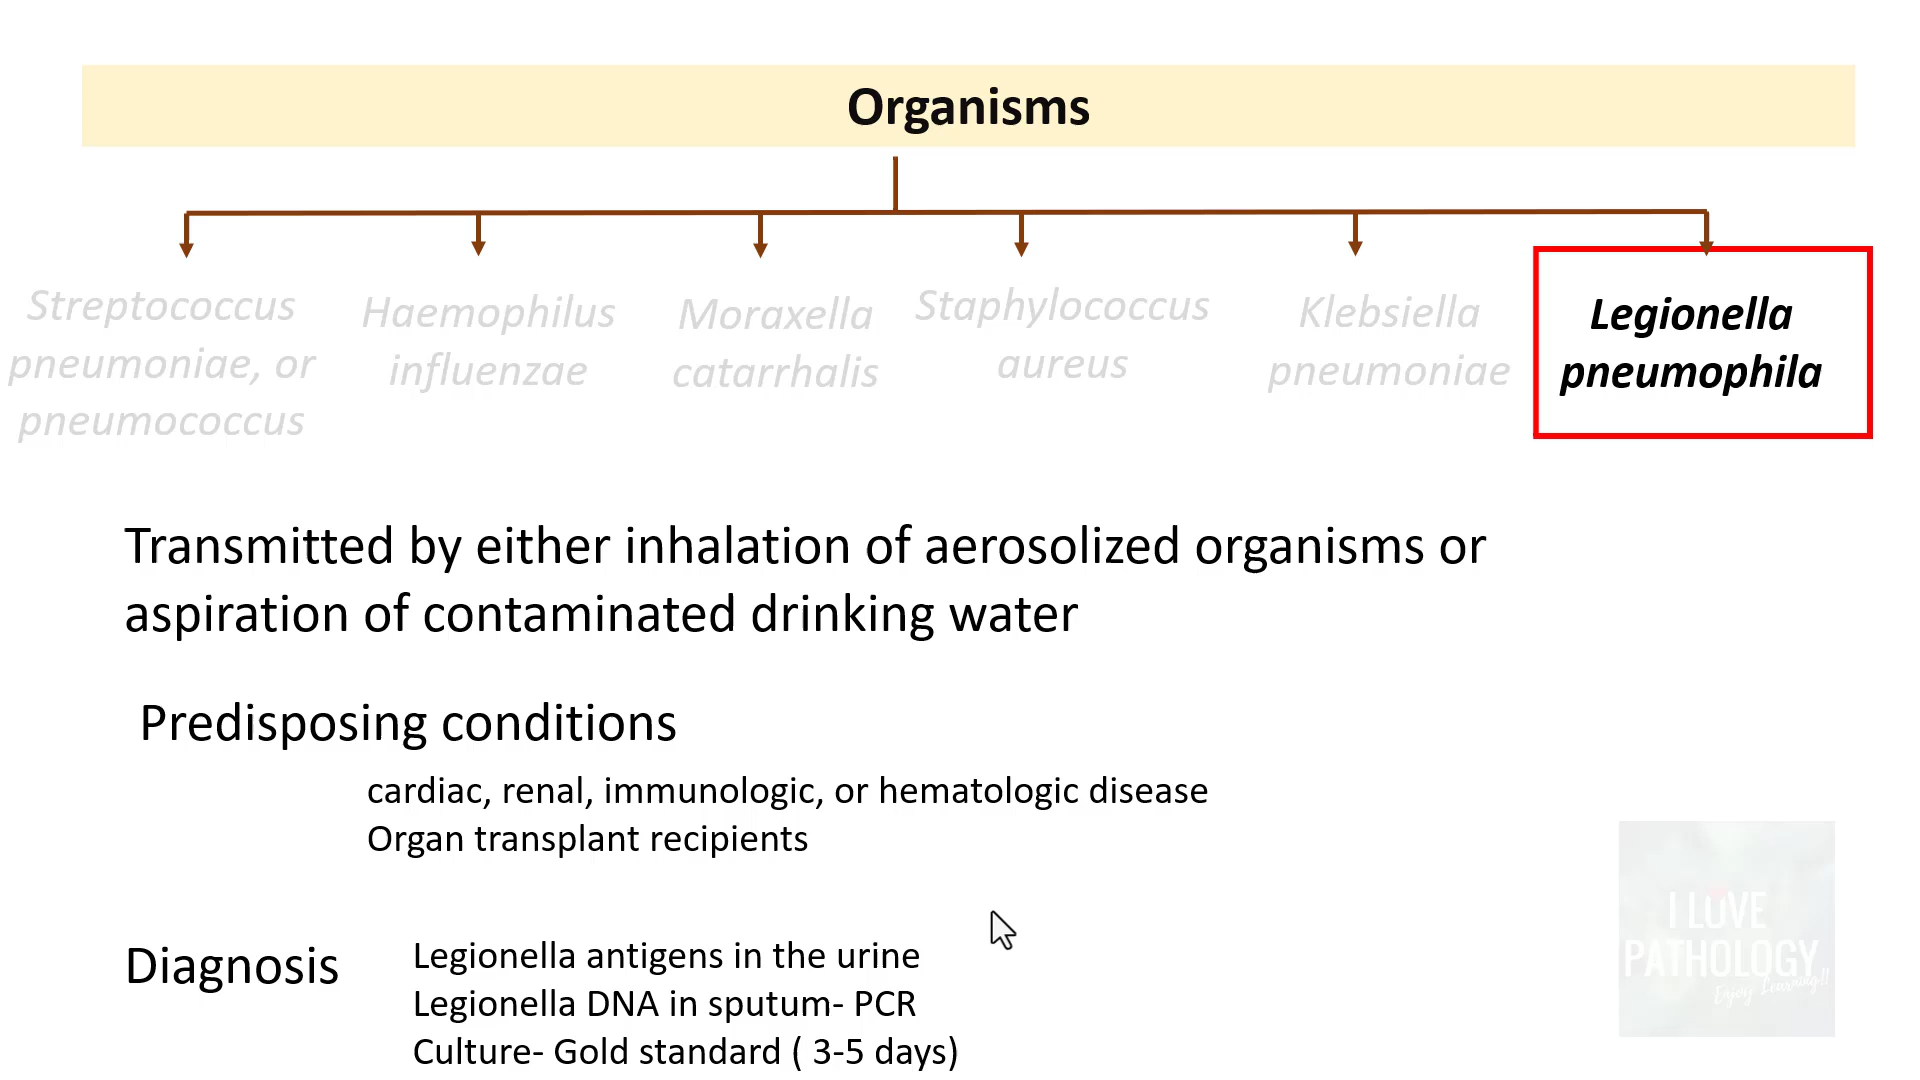 Organisms
Streptococcus
pneumoniae, or
pneumococcus
Haemophilus
influenzae
Moraxella
catarrhalis
Staphylococcus
aureus
Klebsiella
pneumoniae
Legionella
pneumophila
Transmitted by either inhalation of aerosolized organisms or
aspiration of contaminated drinking water
Predisposing conditions
cardiac, renal, immunologic, or hematologic disease
Organ transplant recipients
Diagnosis
Legionella antigens in the urine
Legionella DNA in sputum- PCR
Culture- Gold standard ( 3-5 days)
I LOVE
PATHOLOGY
Enjoy Learning!!